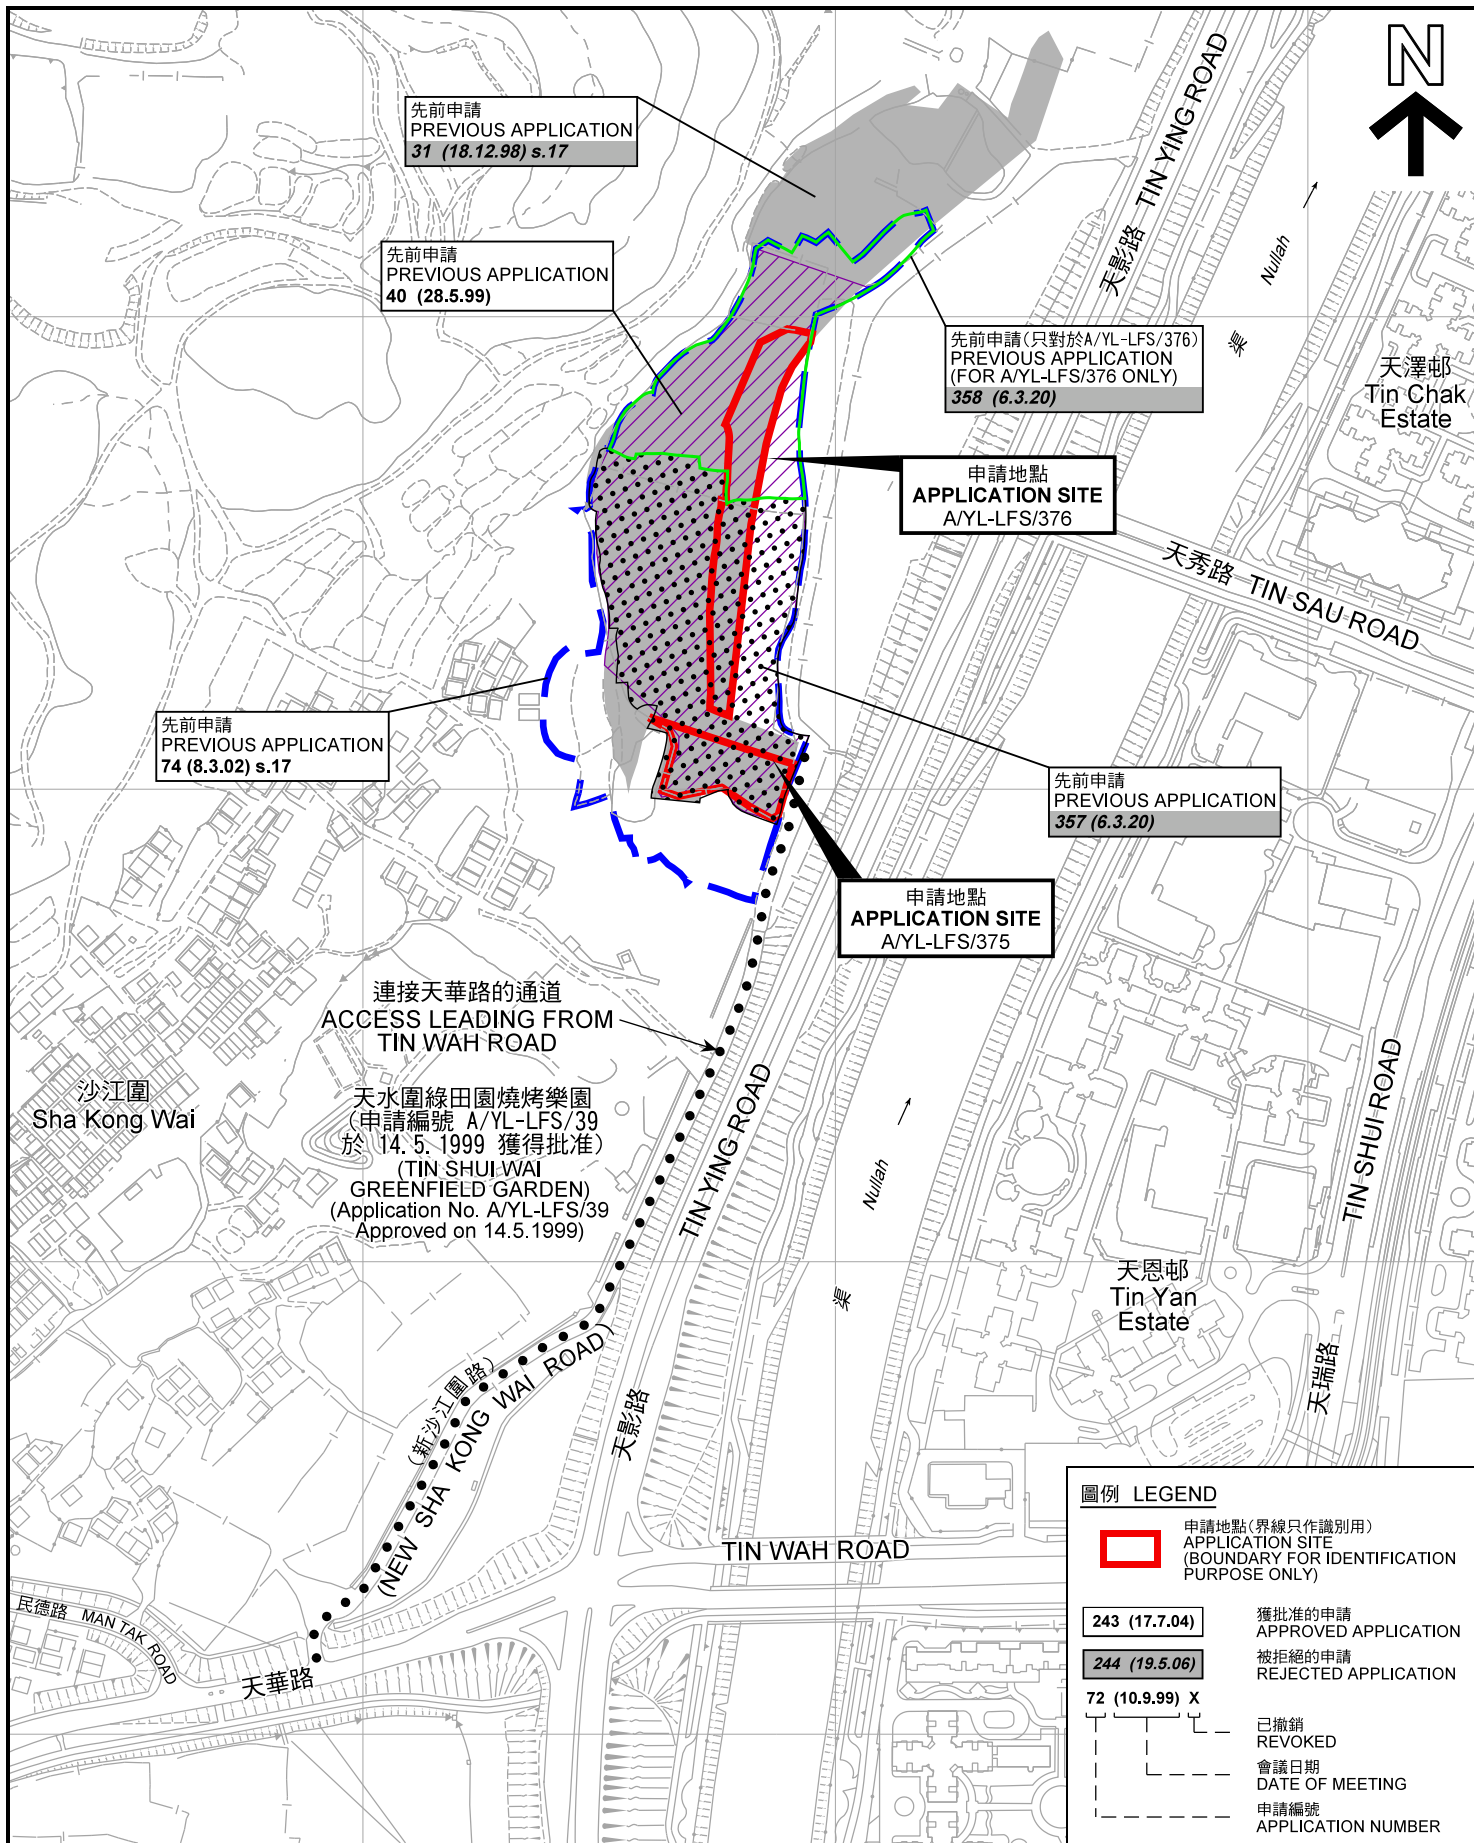 N
先前申請
PREVIOUS APPLICATION
31 (18.12.98) s.17
先前申請
PREVIOUS APPLICATION
40 (28.5.99)
天影路 TIN YING ROAD
Nullah
渠
先前申請(只對於A/YL-LFS/376)
PREVIOUS APPLICATION
(FOR A/YL-LFS/376 ONLY)
358 (6.3.20)
天澤邨
Tin Chak
Estate
申請地點
APPLICATION SITE
A/YL-LFS/376
天秀路 TIN SAU ROAD
先前申請
PREVIOUS APPLICATION
74 (8.3.02) s.17
先前申請
PREVIOUS APPLICATION
357 (6.3.20)
申請地點
APPLICATION SITE
A/YL-LFS/375
連接天華路的通道
ACCESS LEADING FROM
TIN WAH ROAD
沙江圍
Sha Kong Wai
天水圍綠田園燒烤樂園
(申請編號 A/YL-LFS/39
於 14.5.1999 獲得批准)
(TIN SHUI WAI
GREENFIELD GARDEN)
(Application No. A/YL-LFS/39
Approved on 14.5.1999)
TIN YING ROAD
Nullah
渠
TIN SHUI ROAD
天恩邨
Tin Yan
Estate
天瑞路
(新沙江圍路)
(NEW SHA KONG WAI ROAD)
天影路
TIN WAH ROAD
民德路 MAN TAK ROAD
天華路
圖例 LEGEND
申請地點(界線只作識別用)
APPLICATION SITE
(BOUNDARY FOR IDENTIFICATION
PURPOSE ONLY)
243 (17.7.04)
獲批准的申請
APPROVED APPLICATION
244 (19.5.06)
被拒絕的申請
REJECTED APPLICATION
72 (10.9.99) X
已撤銷
REVOKED
會議日期
DATE OF MEETING
申請編號
APPLICATION NUMBER